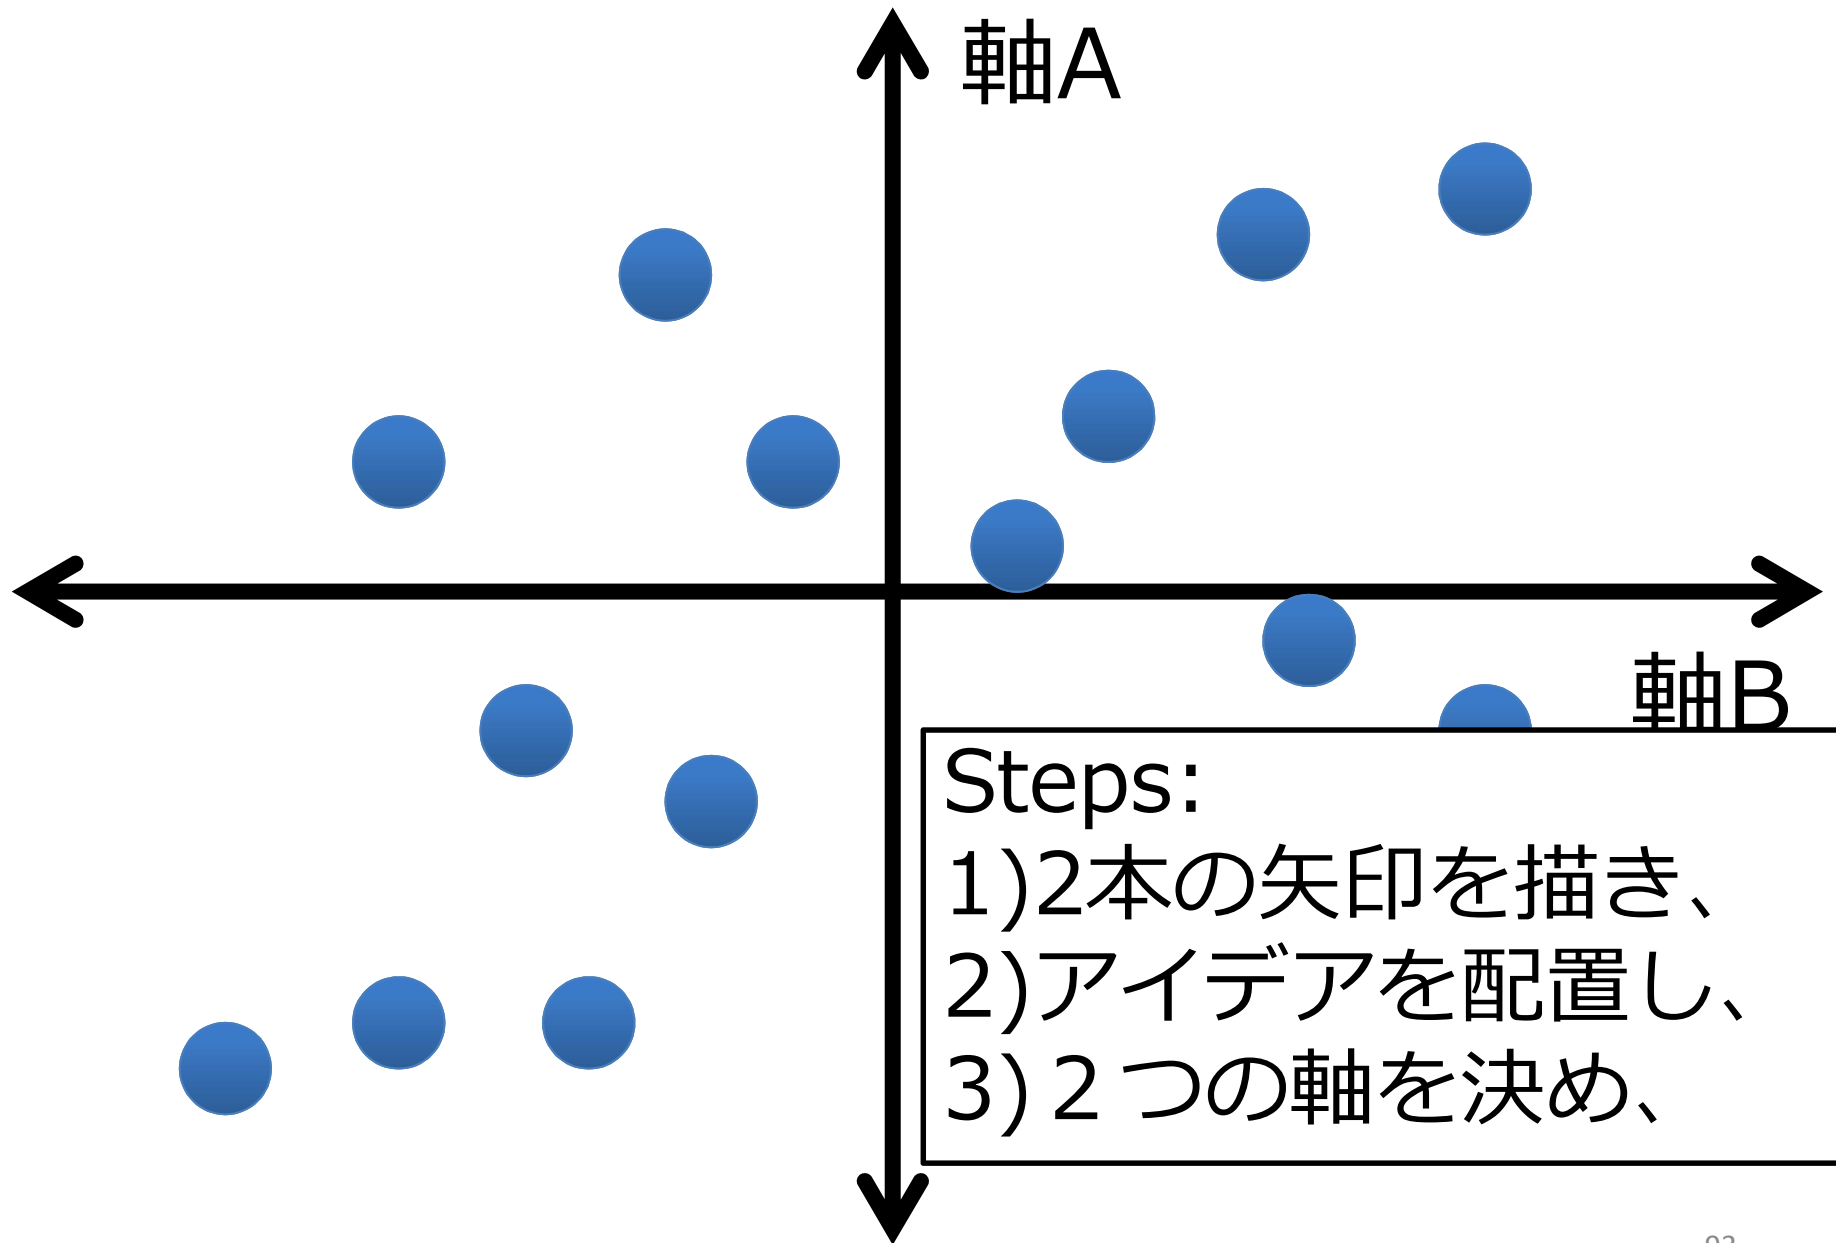 軸A
軸B
Steps:
1)2本の矢印を描き、
2)アイデアを配置し、
3)２つの軸を決め、